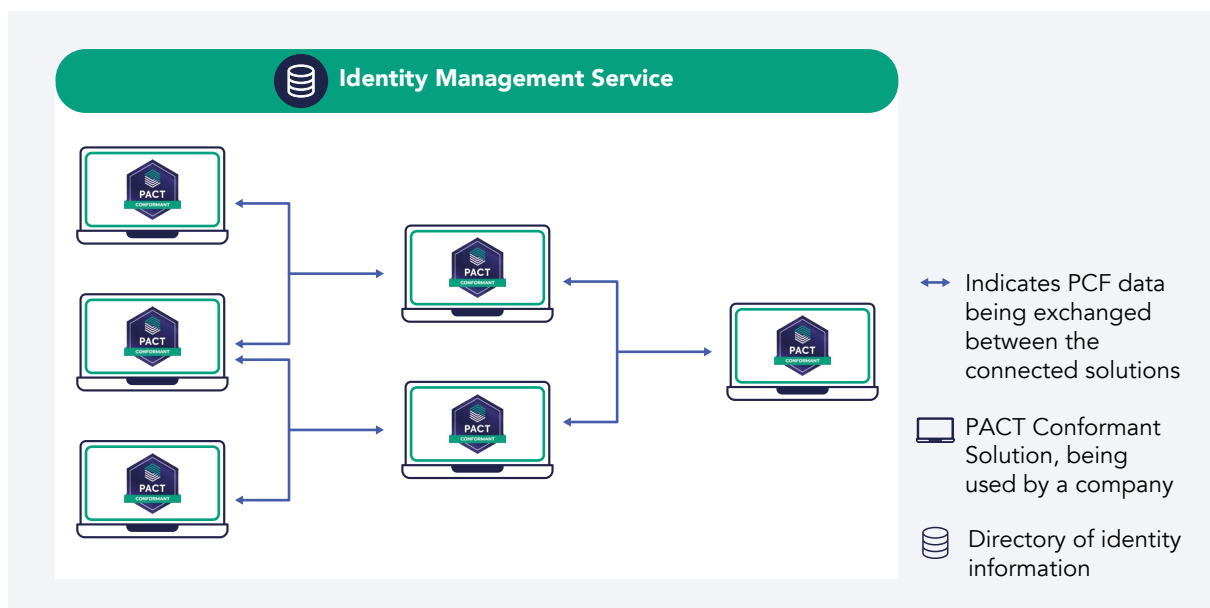 Identity Management Service
PACT
CONFORMANT
PACT
CONFORMANT
PACT
CONFORMANT
PACT
CONFORMANT
PACT
CONFORMANT
PACT
CONFORMANT
Indicates PCF data
being exchanged
between the
connected solutions
PACT Conformant
Solution, being
used by a company
Directory of identity
information